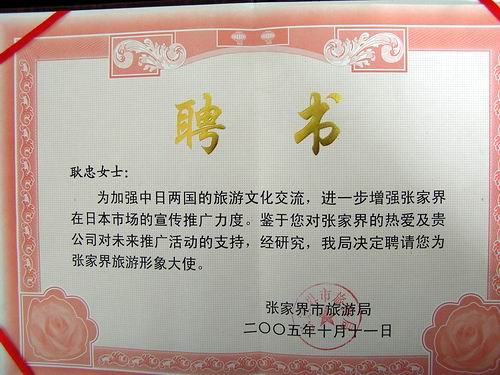 聘书
耿忠女士：
为加强中日两国的旅游文化交流，进一步增强张家界
在日本市场的宣传推广力度。鉴于您对张家界的热爱及贵
公司对未来推广活动的支持，经研究，我局决定聘请您为
张家界旅游形象大使。
张家界市旅游局
二〇〇五年十月十一日